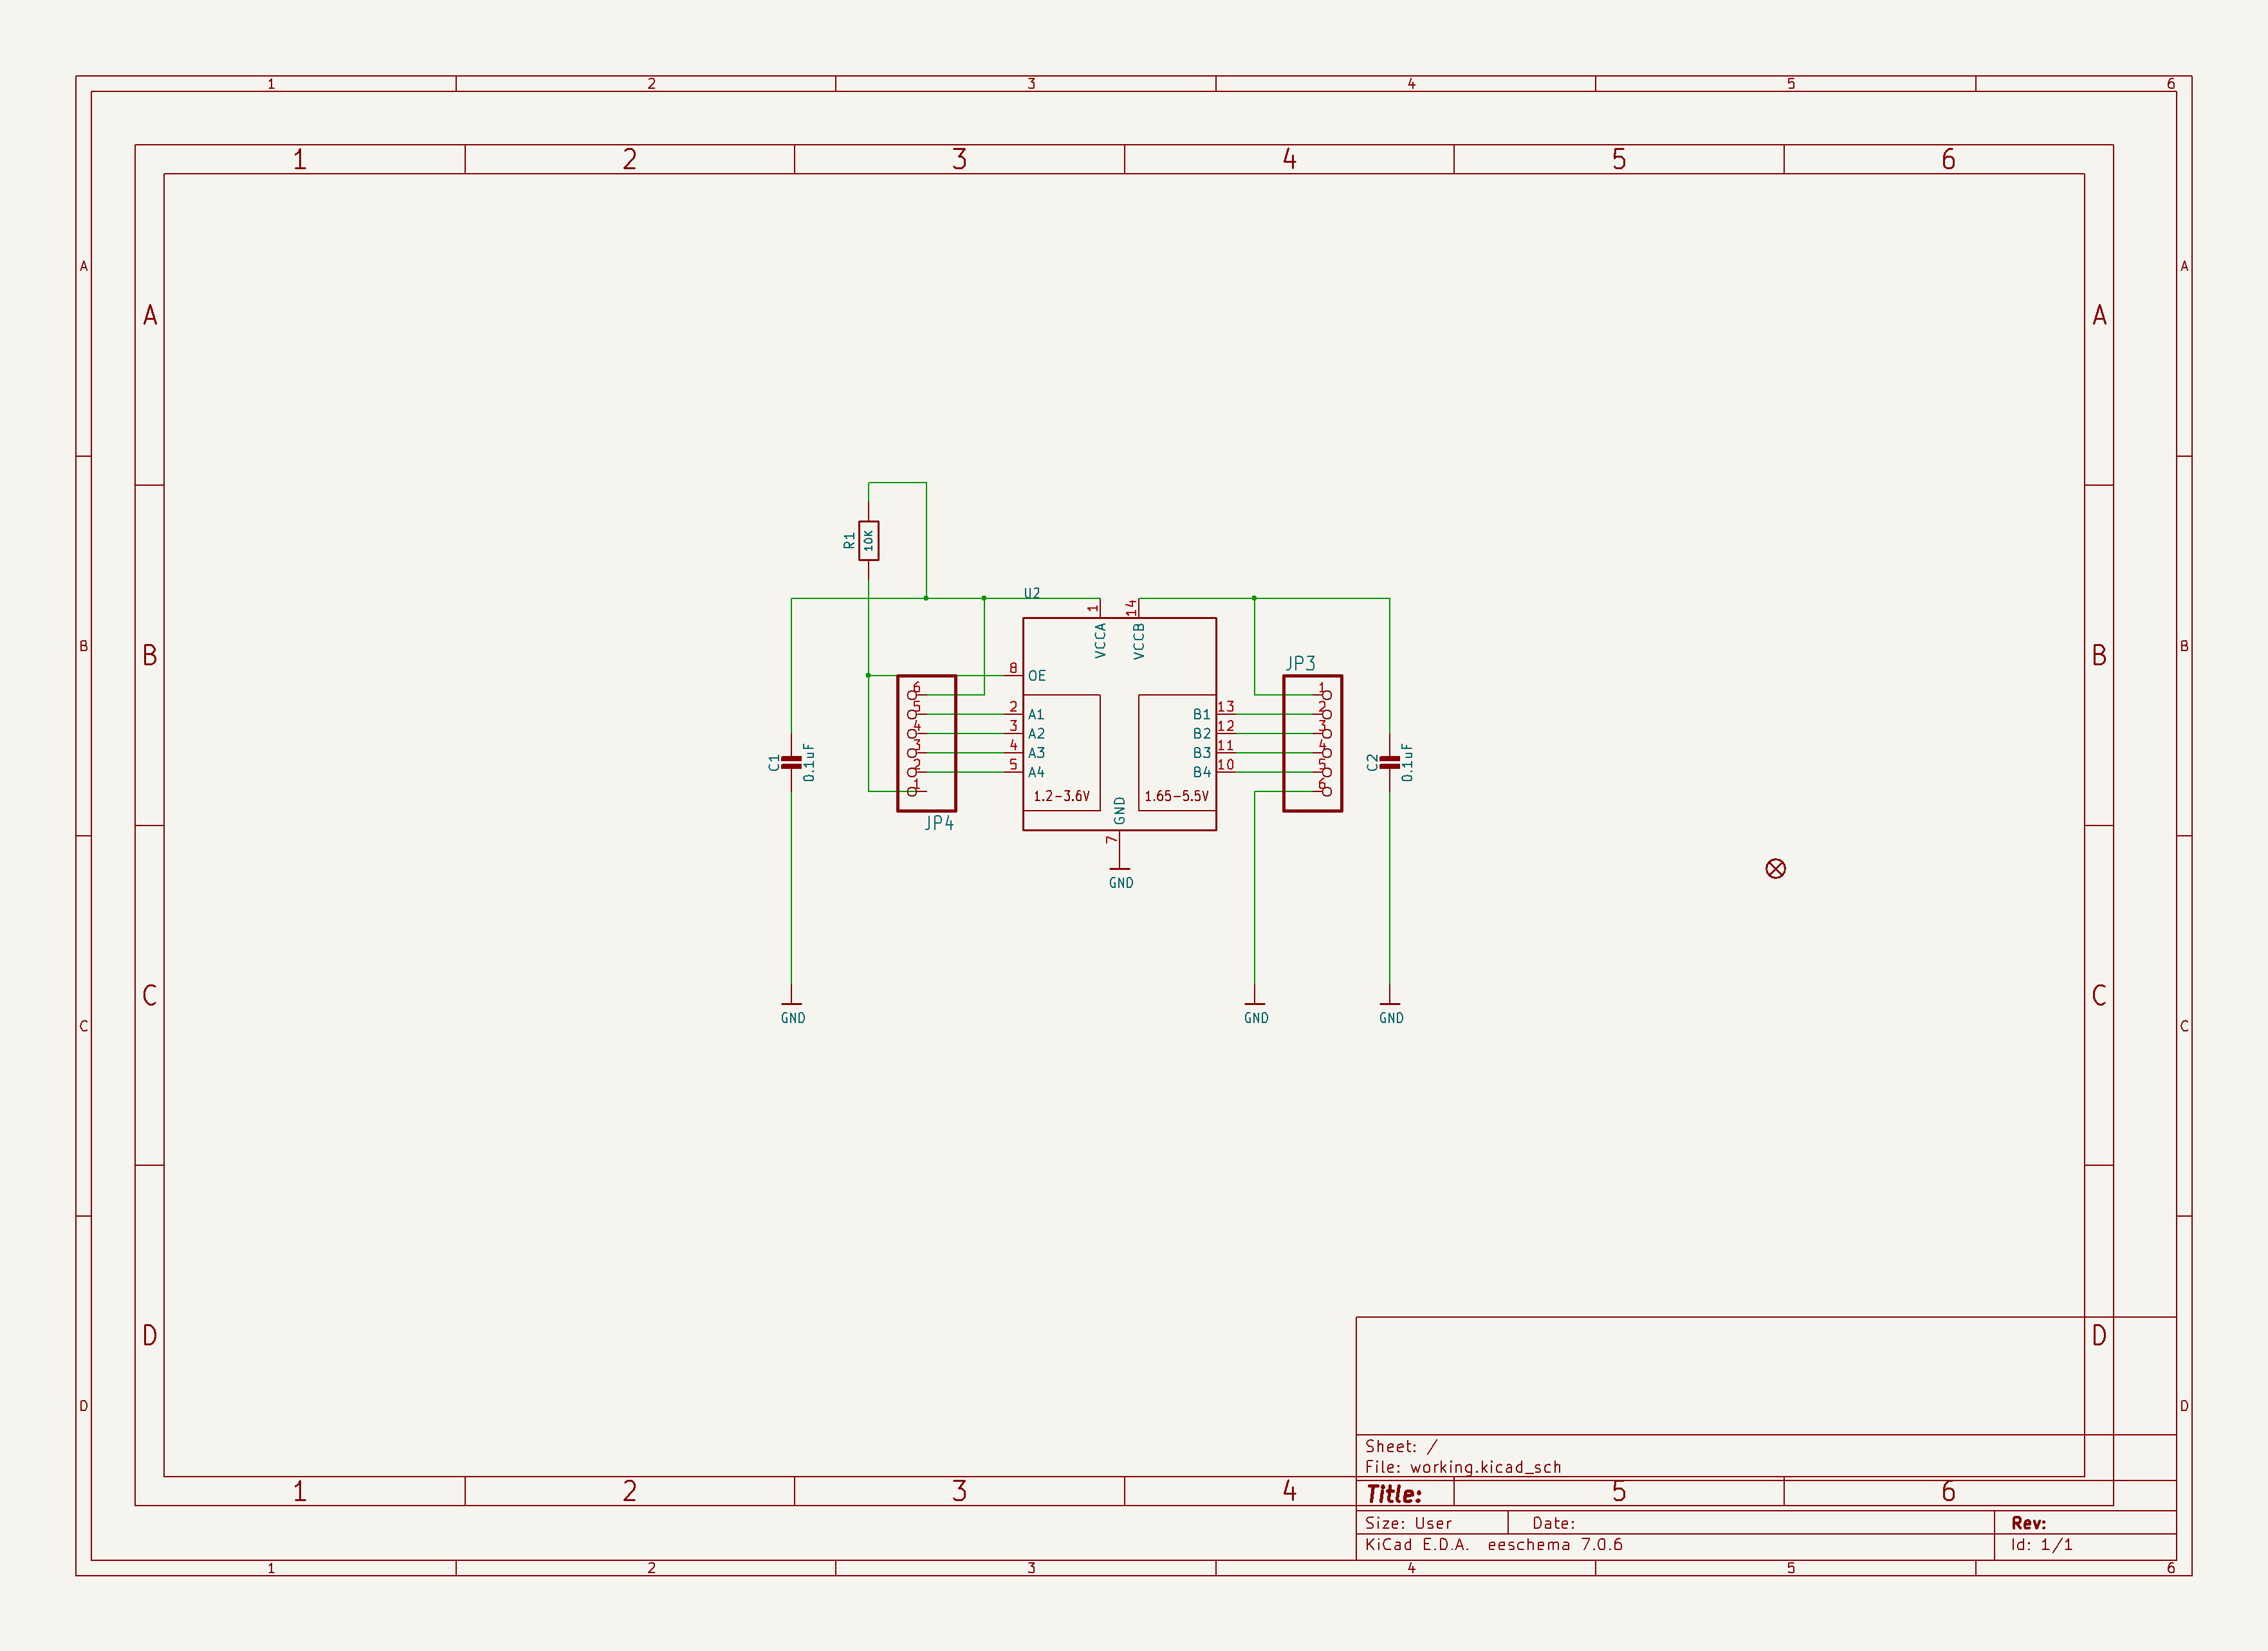 1 2 3 4 5 6
1 2 3 4 5 6
A A
A A
R1
10K
U2
1
VCCA
14
VCCB
B B
B B
JP3
8 OE
6
5
4
3
2
1
JP4
2 A1
3 A2
4 A3
5 A4
1.2-3.6V
B1 13
B2 12
B3 11
B4 10
1.65-5.5V
1
2
3
4
5
6
C1
0.1uF
C2
0.1uF
GND
7
GND
C C
GND
GND
GND
C C
D D
D D
Sheet: /
File: working.kicad_sch
Title:
Size: User Date: Rev:
KiCad E.D.A. eeschema 7.0.6 Id: 1/1
1 2 3 4 5 6
1 2 3 4 5 6